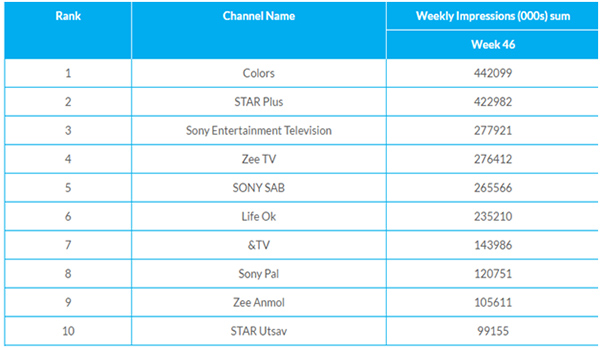 Rank Channel Name Weekly Impressions (000s) sum
Week 46
1 Colors 442099
2 STAR Plus 422982
3 Sony Entertainment Television 277921
4 Zee TV 276412
5 SONY SAB 265566
6 Life Ok 235210
7 &TV 143986
8 Sony Pal 120751
9 Zee Anmol 105611
10 STAR Utsav 99155